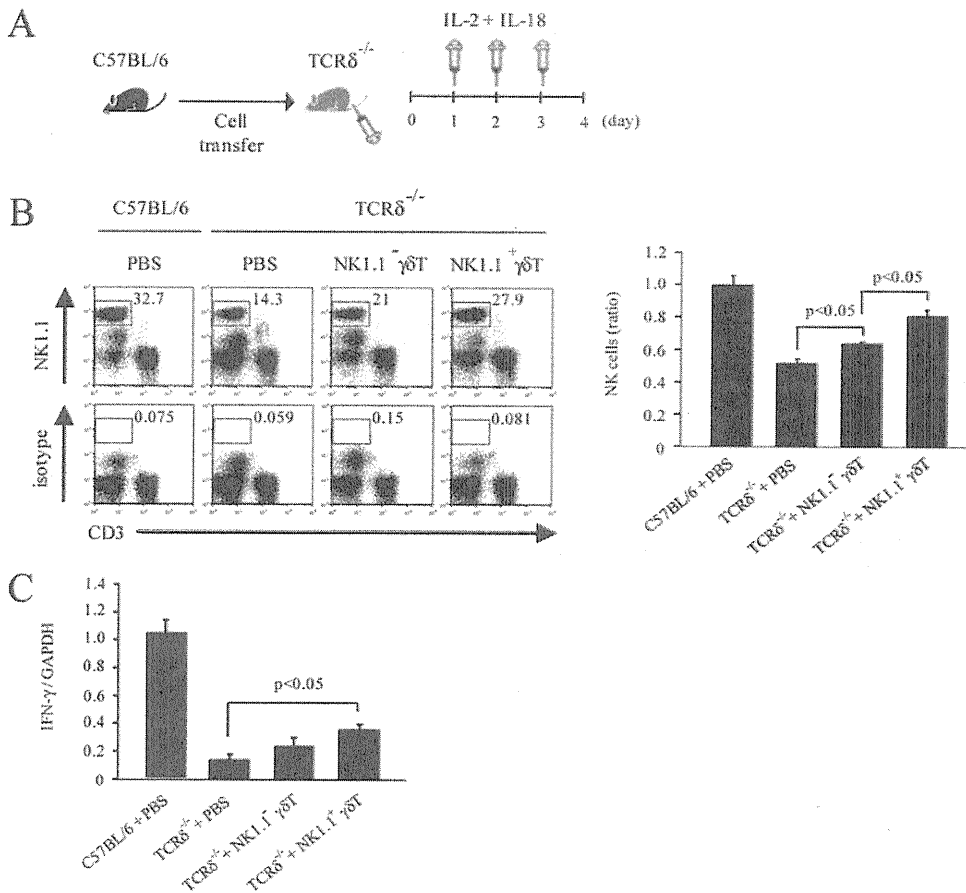 A
IL-2 + IL-18
C57BL/6
TCRδ-/-
Cell
transfer
0 1 2 3 4 (day)
B
C57BL/6 TCRδ-/-
PBS PBS NK1.1- γδT NK1.1+ γδT
32.7 14.3 21 27.9
NK1.1
0.075 0.059 0.15 0.081
isotype
CD3
NK cells (ratio)
1.2
1.0
0.8
0.6
0.4
0.2
0
p<0.05
p<0.05
C57BL/6 + PBS
TCRδ-/- + PBS
TCRδ-/- + NK1.1- γδT
TCRδ-/- + NK1.1+ γδT
C
IFN-γ / GAPDH
1.4
1.2
1.0
0.8
0.6
0.4
0.2
0
p<0.05
C57BL/6 + PBS
TCRδ-/- + PBS
TCRδ-/- + NK1.1- γδT
TCRδ-/- + NK1.1+ γδT